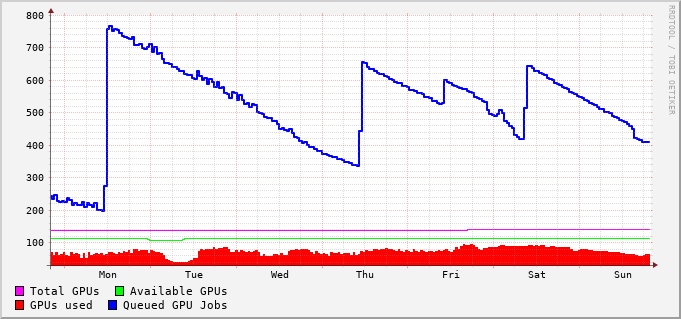 800
700
600
500
400
300
200
100
Mon Tue Wed Thu Fri Sat Sun
Total GPUs Available GPUs
GPUs used Queued GPU Jobs
RRDTOOL / TOBI OETIKER